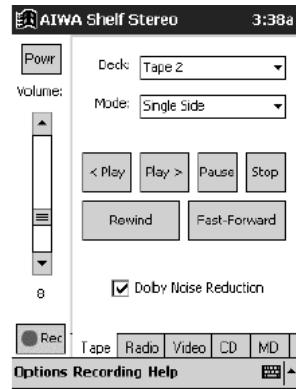 AIWA Shelf Stereo 3:38a
Powr
Deck: Tape 2
Volume:
Mode: Single Side
< Play Play > Pause Stop
Rewind Fast-Forward
8
Dolby Noise Reduction
Rec
Tape Radio Video CD MD
Options Recording Help